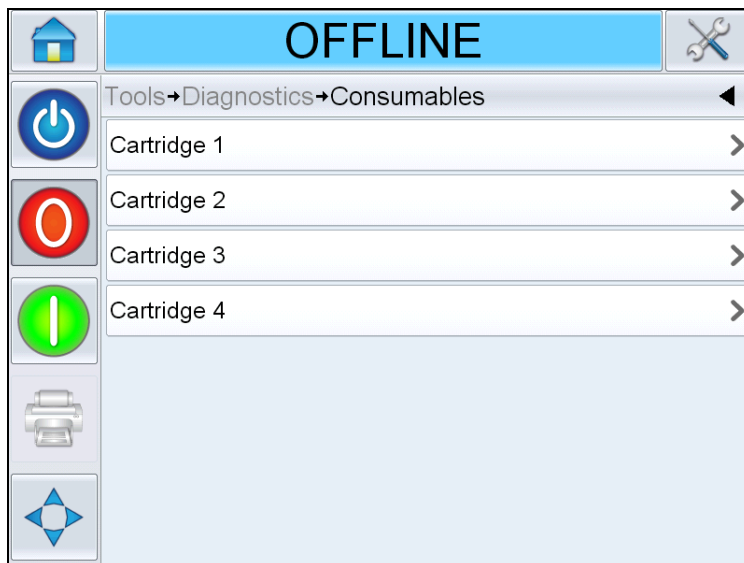 OFFLINE
Tools→Diagnostics→Consumables
Cartridge 1
Cartridge 2
Cartridge 3
Cartridge 4